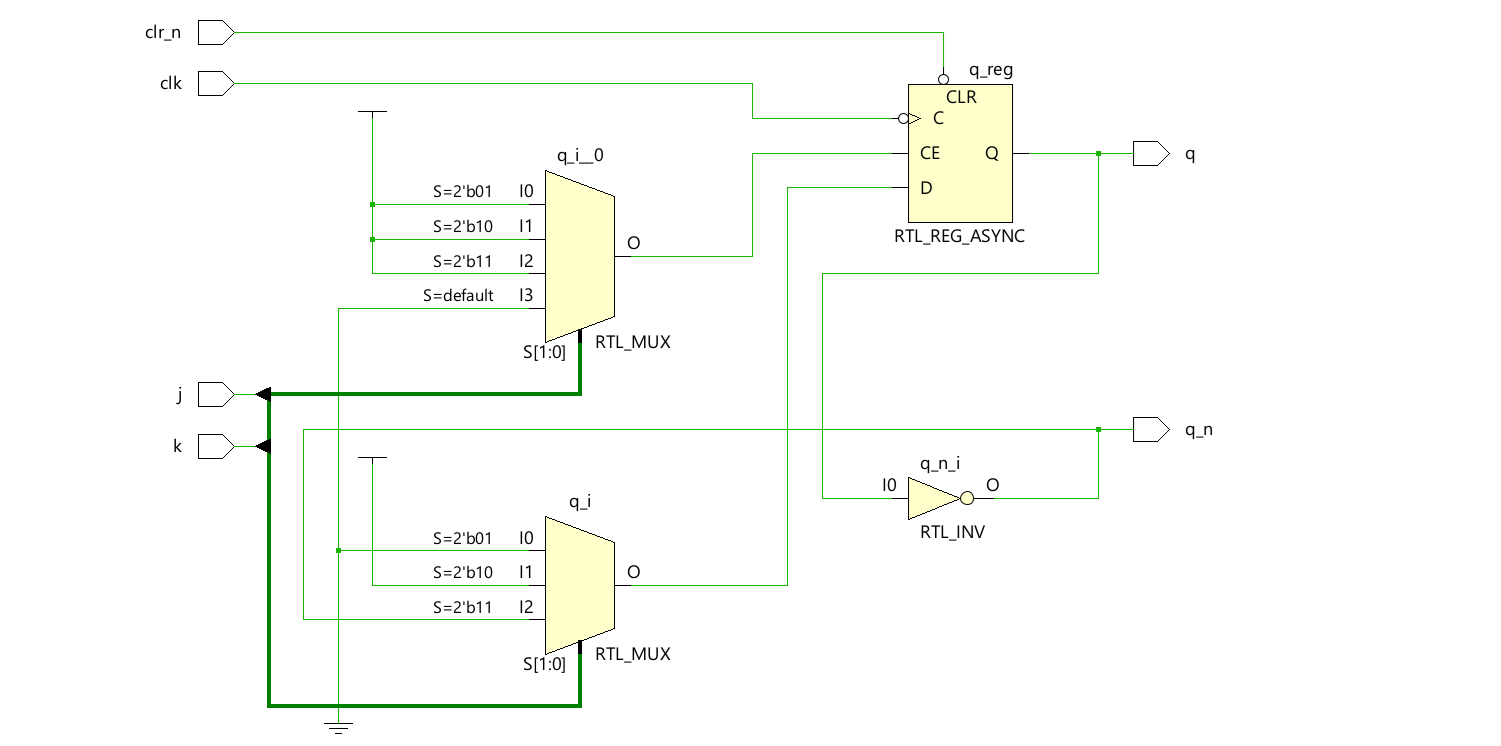 clr_n
q_reg
clk
CLR
C
q_i__0
CE
Q
q
S=2'b01 I0
D
S=2'b10 I1
RTL_REG_ASYNC
O
S=2'b11 I2
S=default I3
RTL_MUX
S[1:0]
j
q_n
k
q_n_i
I0
O
q_i
RTL_INV
S=2'b01 I0
S=2'b10 I1
O
S=2'b11 I2
RTL_MUX
S[1:0]